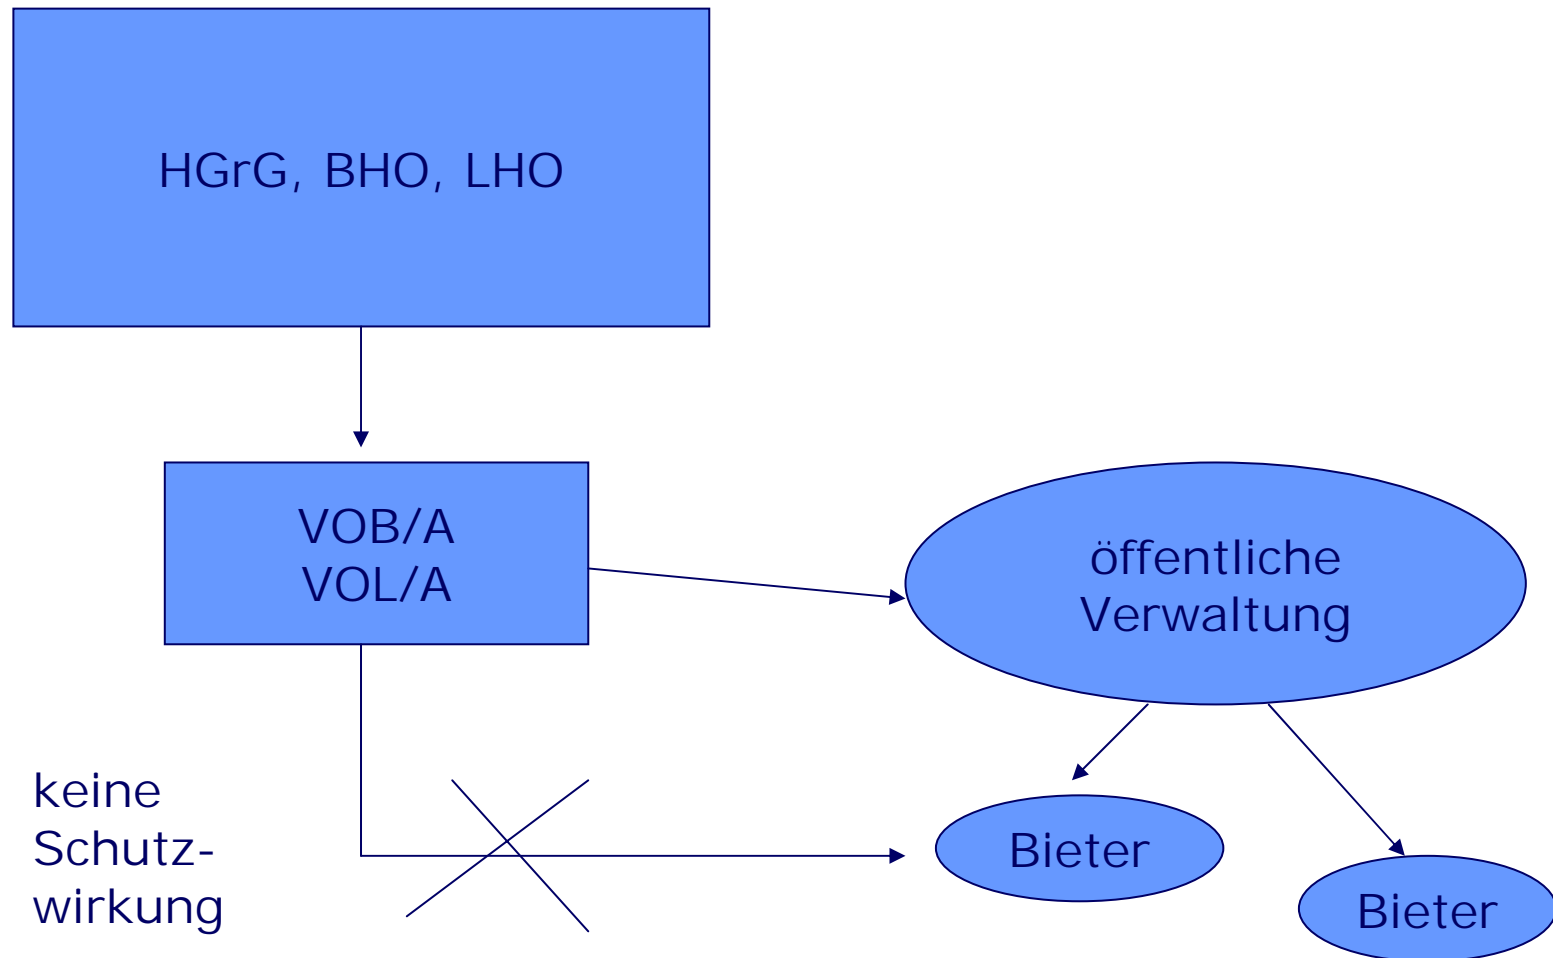 HGrG, BHO, LHO
VOB/A
VOL/A
öffentliche
Verwaltung
keine
Schutz-
wirkung
Bieter
Bieter